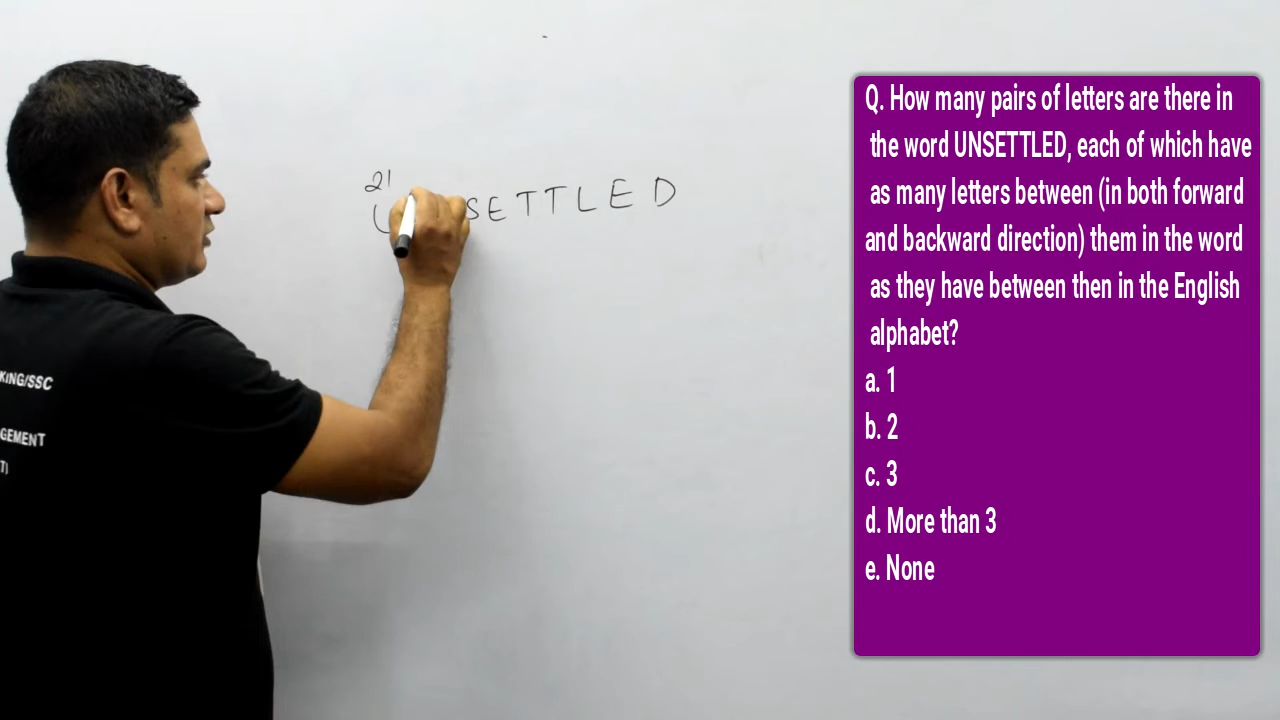 21
SETTLED
KING/SSC
GEMENT
Q. How many pairs of letters are there in
the word UNSETTLED, each of which have
as many letters between (in both forward
and backward direction) them in the word
as they have between then in the English
alphabet?
a. 1
b. 2
c. 3
d. More than 3
e. None